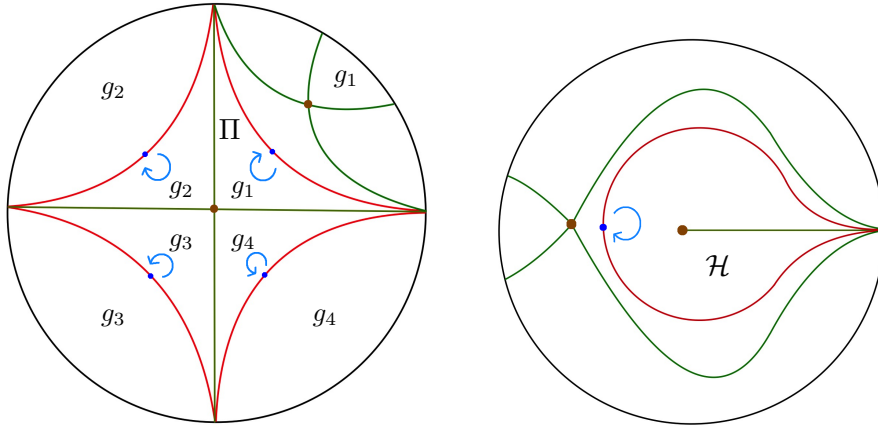 g₁
g₂
Π
g₂ g₁
g₃ g₄
g₃ g₄
ℋ